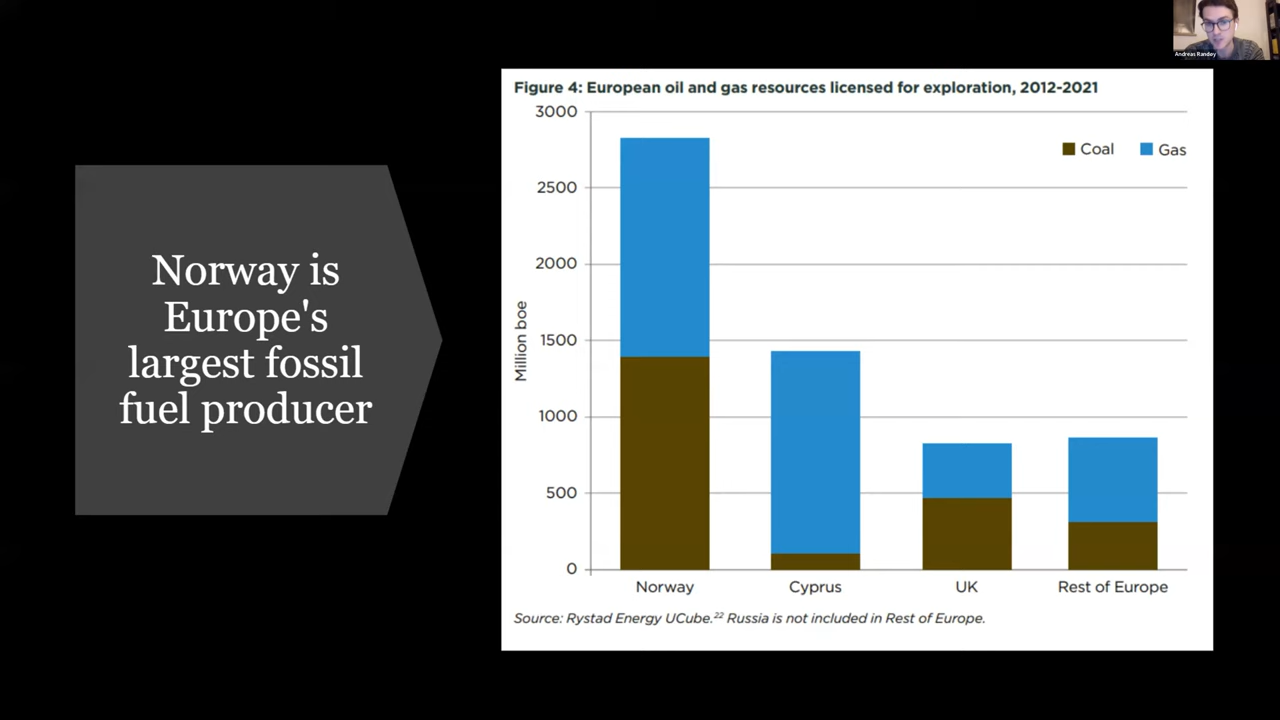 Andreas Randøy
Figure 4: European oil and gas resources licensed for exploration, 2012-2021
Norway is
Europe's
largest fossil
fuel producer
Million boe
3000
2500
2000
1500
1000
500
0
Coal
Gas
Norway
Cyprus
UK
Rest of Europe
Source: Rystad Energy UCube.²² Russia is not included in Rest of Europe.